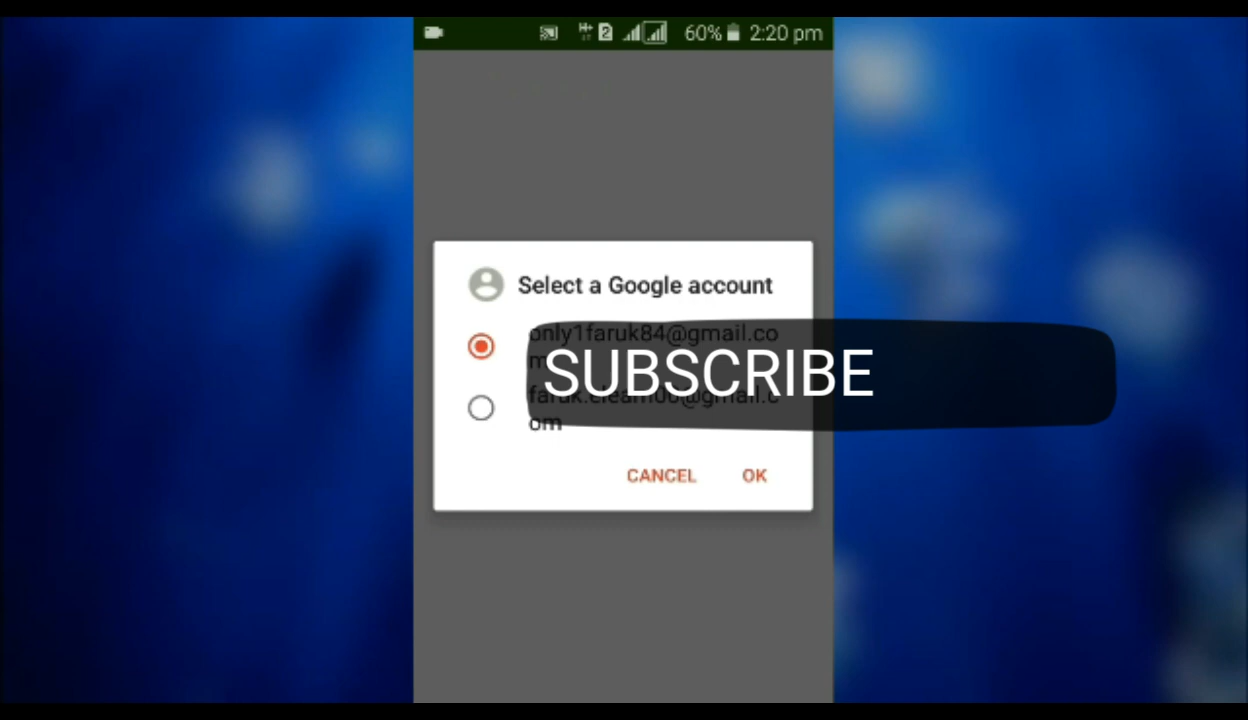 60% 2:20 pm
Select a Google account
only1faruk84@gmail.co
m
SUBSCRIBE
om
CANCEL OK